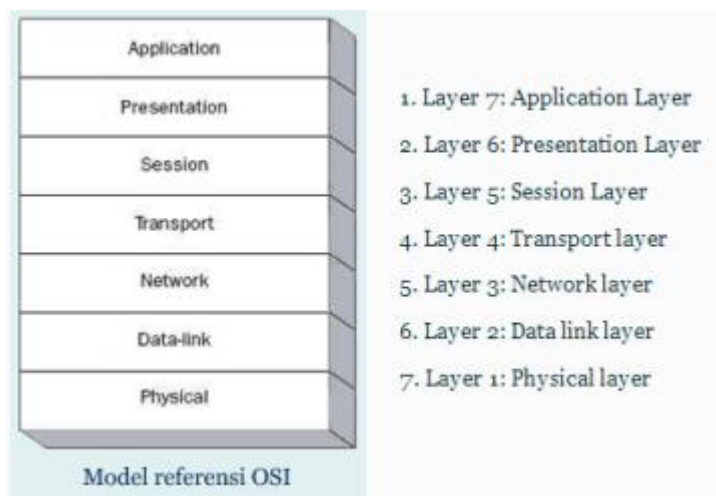 Application
Presentation
Session
Transport
Network
Data-link
Physical
Model referensi OSI
1. Layer 7: Application Layer
2. Layer 6: Presentation Layer
3. Layer 5: Session Layer
4. Layer 4: Transport layer
5. Layer 3: Network layer
6. Layer 2: Data link layer
7. Layer 1: Physical layer